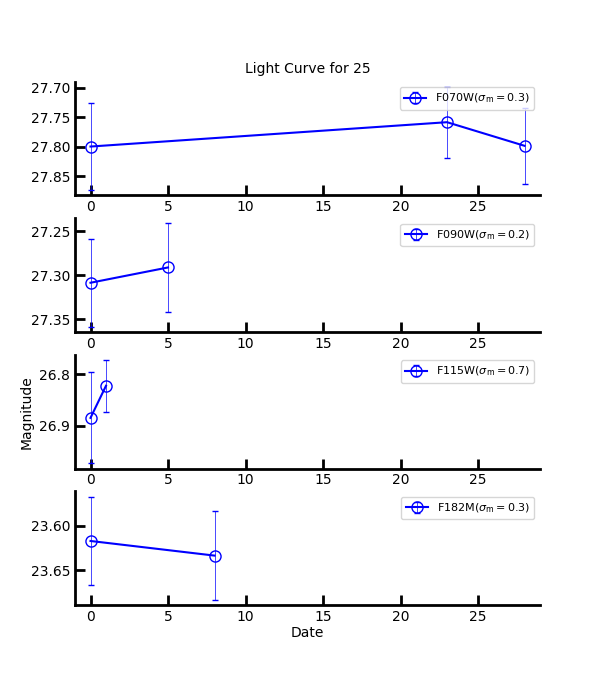 Light Curve for 25
27.70
F070W(σm = 0.3)
27.75
27.80
27.85
0 5 10 15 20 25
27.25
F090W(σm = 0.2)
27.30
27.35
0 5 10 15 20 25
26.8
F115W(σm = 0.7)
26.9
Magnitude
0 5 10 15 20 25
F182M(σm = 0.3)
23.60
23.65
0 5 10 15 20 25
Date